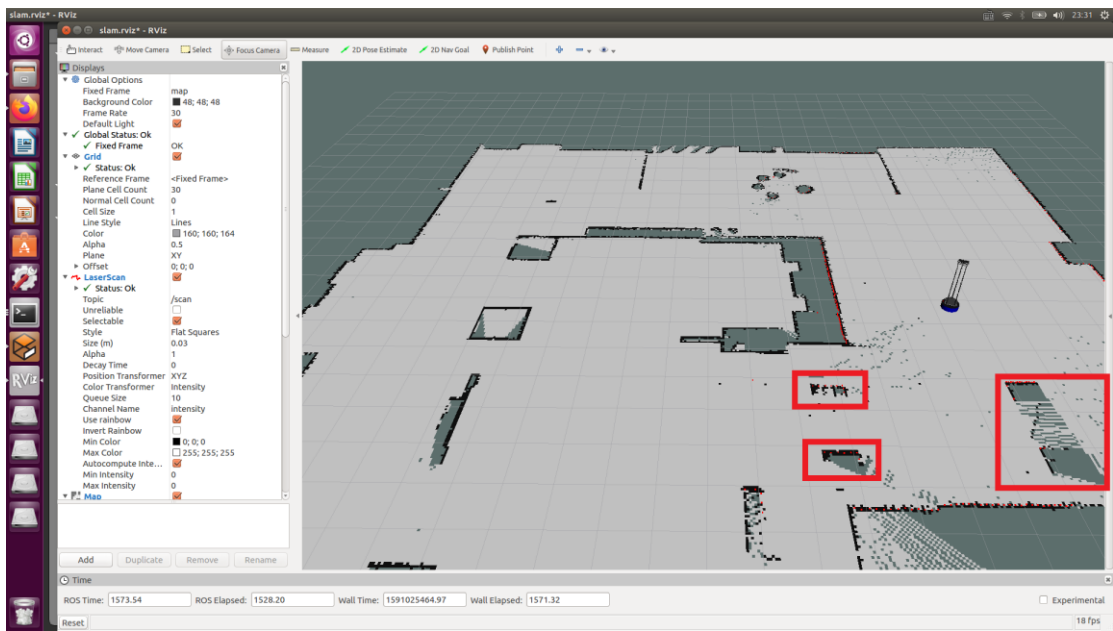 slam.rviz* - RViz
23:31
slam.rviz* - RViz
Interact Move Camera Select Focus Camera Measure 2D Pose Estimate 2D Nav Goal Publish Point
Displays
Global Options
Fixed Frame map
Background Color 48; 48; 48
Frame Rate 30
Default Light
Global Status: Ok
Fixed Frame OK
Grid
Status: Ok
Reference Frame <Fixed Frame>
Plane Cell Count 30
Normal Cell Count 0
Cell Size 1
Line Style Lines
Color 160; 160; 164
Alpha 0.5
Plane XY
Offset 0; 0; 0
LaserScan
Status: Ok
Topic /scan
Unreliable
Selectable
Style Flat Squares
Size (m) 0.03
Alpha 1
Decay Time 0
Position Transformer XYZ
Color Transformer Intensity
Queue Size 10
Channel Name intensity
Use rainbow
Invert Rainbow
Min Color 0; 0; 0
Max Color 255; 255; 255
Autocompute Inte...
Min Intensity 0
Max Intensity 0
Map
RViz
Add Duplicate Remove Rename
Time
ROS Time: 1573.54 ROS Elapsed: 1528.20 Wall Time: 1591025464.97 Wall Elapsed: 1571.32 Experimental
Reset 18 fps